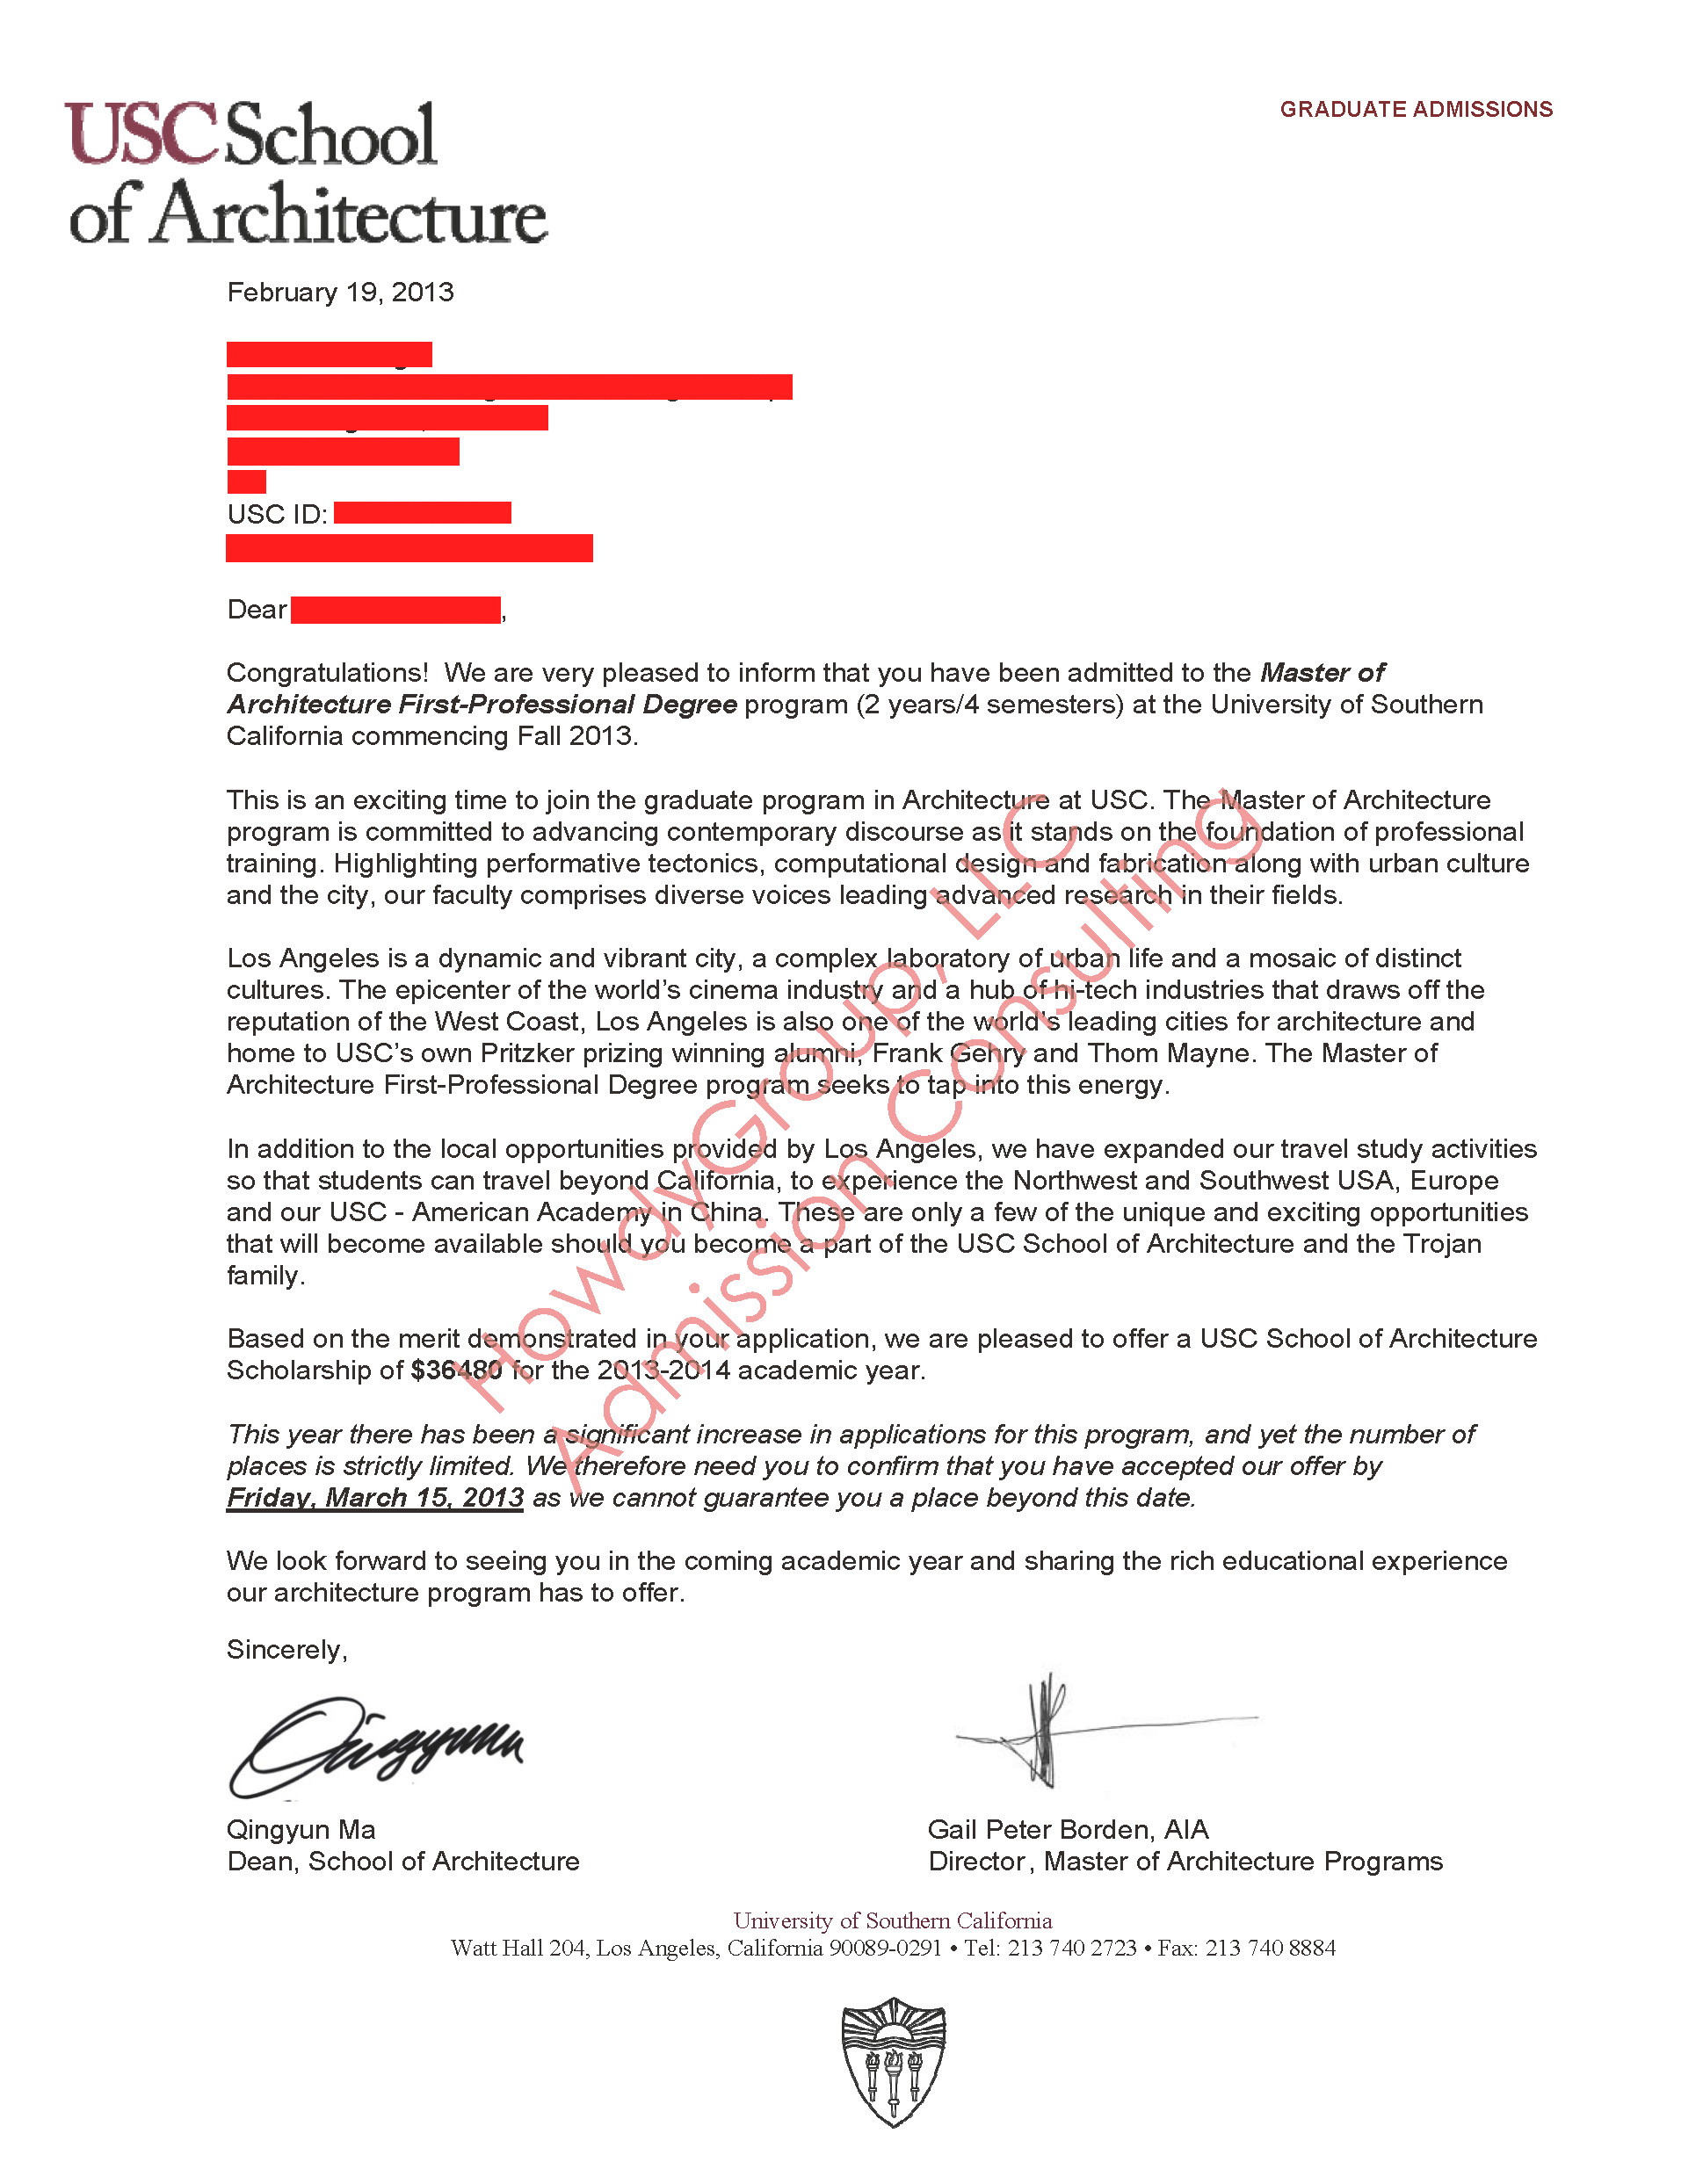 USC School
of Architecture
GRADUATE ADMISSIONS
February 19, 2013
USC ID:
Dear ,
Congratulations!  We are very pleased to inform that you have been admitted to the Master of
Architecture First-Professional Degree program (2 years/4 semesters) at the University of Southern
California commencing Fall 2013.
This is an exciting time to join the graduate program in Architecture at USC. The Master of Architecture
program is committed to advancing contemporary discourse as it stands on the foundation of professional
training. Highlighting performative tectonics, computational design and fabrication along with urban culture
and the city, our faculty comprises diverse voices leading advanced research in their fields.
Los Angeles is a dynamic and vibrant city, a complex laboratory of urban life and a mosaic of distinct
cultures. The epicenter of the world's cinema industry and a hub of hi-tech industries that draws off the
reputation of the West Coast, Los Angeles is also one of the world's leading cities for architecture and
home to USC's own Pritzker prizing winning alumni, Frank Gehry and Thom Mayne. The Master of
Architecture First-Professional Degree program seeks to tap into this energy.
In addition to the local opportunities provided by Los Angeles, we have expanded our travel study activities
so that students can travel beyond California, to experience the Northwest and Southwest USA, Europe
and our USC - American Academy in China. These are only a few of the unique and exciting opportunities
that will become available should you become a part of the USC School of Architecture and the Trojan
family.
Based on the merit demonstrated in your application, we are pleased to offer a USC School of Architecture
Scholarship of $36480 for the 2013-2014 academic year.
This year there has been a significant increase in applications for this program, and yet the number of
places is strictly limited. We therefore need you to confirm that you have accepted our offer by
Friday, March 15, 2013 as we cannot guarantee you a place beyond this date.
We look forward to seeing you in the coming academic year and sharing the rich educational experience
our architecture program has to offer.
Sincerely,
Qingyun
Qingyun Ma
Dean, School of Architecture
Gail Peter Borden, AIA
Director, Master of Architecture Programs
University of Southern California
Watt Hall 204, Los Angeles, California 90089-0291 • Tel: 213 740 2723 • Fax: 213 740 8884
HowdyGroup, LLC
Admission Consulting